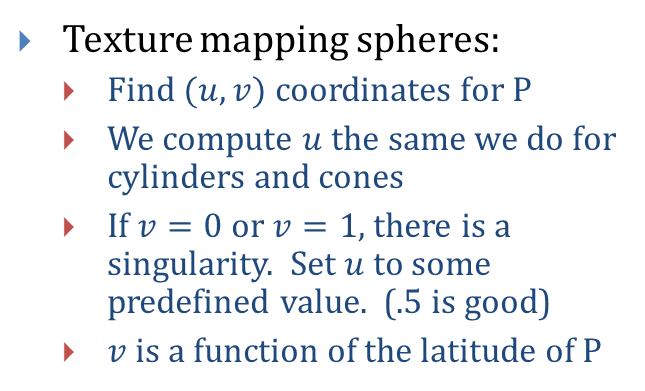 Texture mapping spheres:
Find (u, v) coordinates for P
We compute u the same we do for
cylinders and cones
If v = 0 or v = 1, there is a
singularity. Set u to some
predefined value. (.5 is good)
v is a function of the latitude of P